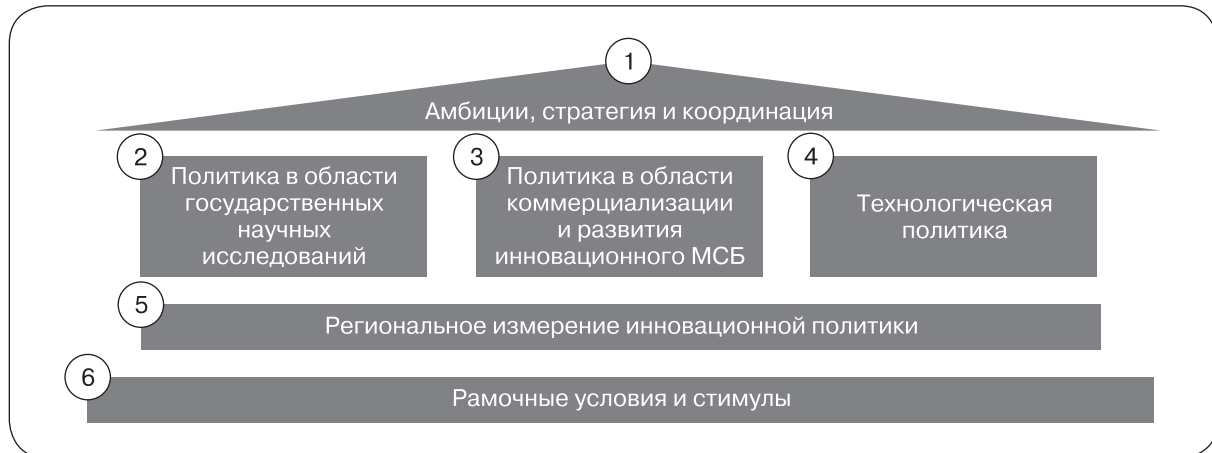 1
Амбиции, стратегия и координация
2
Политика в области
государственных
научных
исследований
3
Политика в области
коммерциализации
и развития
инновационного МСБ
4
Технологическая
политика
5
Региональное измерение инновационной политики
6
Рамочные условия и стимулы